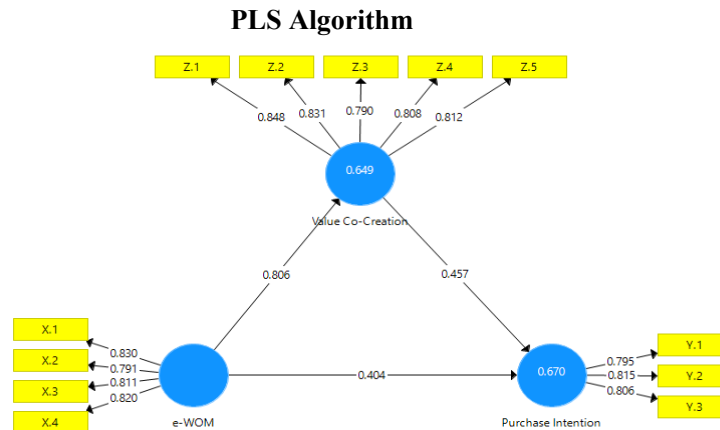 PLS Algorithm
Z.1 Z.2 Z.3 Z.4 Z.5
0.848 0.831 0.790 0.808 0.812
0.649
Value Co-Creation
0.806 0.457
X.1
X.2
X.3
X.4
0.830
0.791
0.811
0.820
e-WOM
0.404
0.670
Purchase Intention
0.795
0.815
0.806
Y.1
Y.2
Y.3